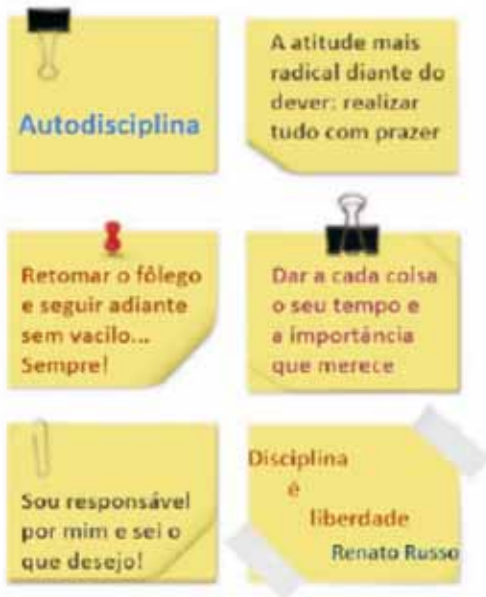 Autodisciplina
A atitude mais
radical diante do
dever: realizar
tudo com prazer
Retomar o fôlego
e seguir adiante
sem vacilo...
Sempre!
Dar a cada coisa
o seu tempo e
a importância
que merece
Sou responsável
por mim e sei o
que desejo!
Disciplina
é
liberdade
Renato Russo